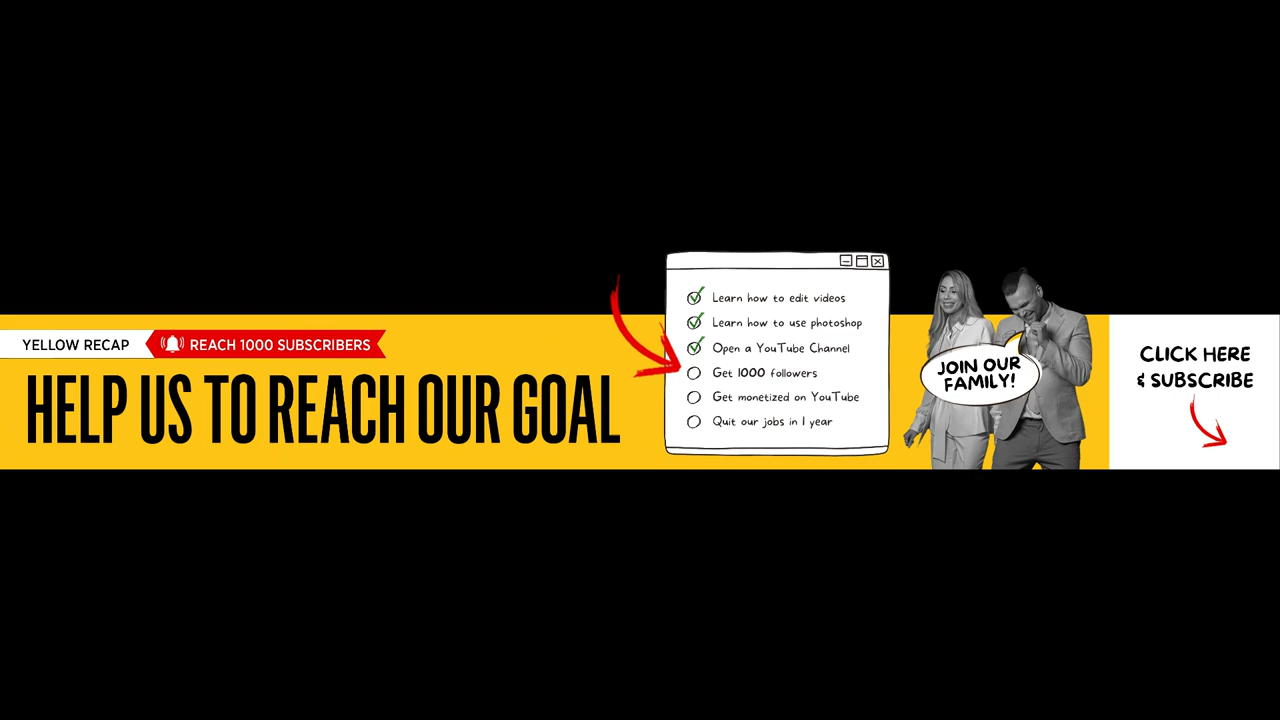 YELLOW RECAP
REACH 1000 SUBSCRIBERS
HELP US TO REACH OUR GOAL
Learn how to edit videos
Learn how to use photoshop
Open a YouTube Channel
Get 1000 followers
Get monetized on YouTube
Quit our jobs in 1 year
JOIN OUR
FAMILY!
CLICK HERE
& SUBSCRIBE